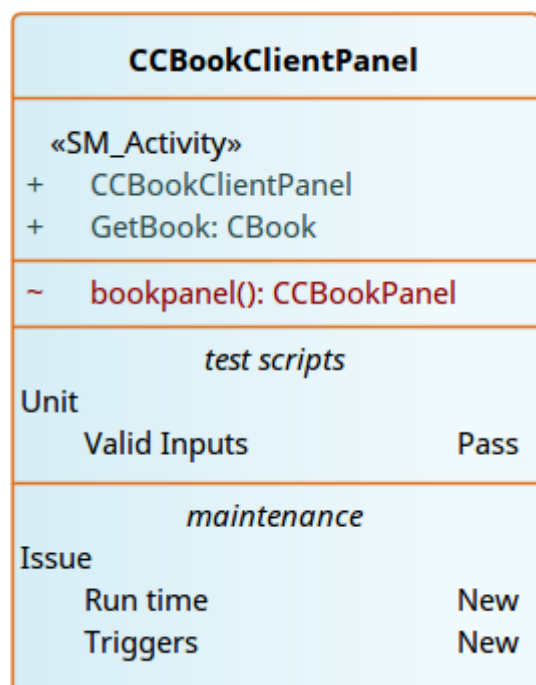 CCBookClientPanel
«SM_Activity»
+ CCBookClientPanel
+ GetBook: CBook
~ bookpanel(): CCBookPanel
test scripts
Unit
Valid Inputs Pass
maintenance
Issue
Run time New
Triggers New